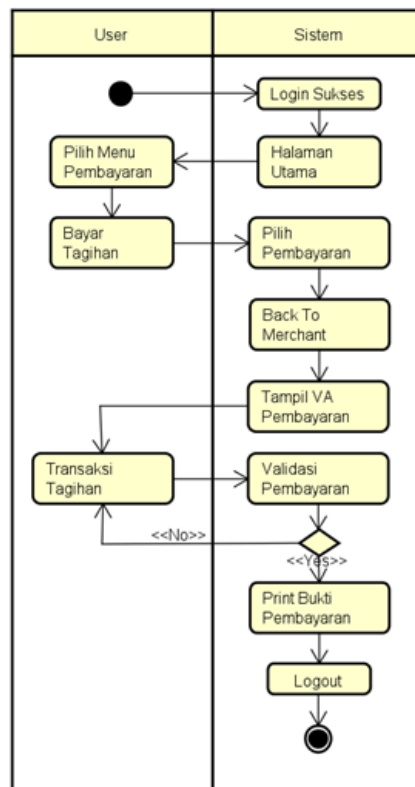 User
Sistem
Login Sukses
Pilih Menu
Pembayaran
Halaman
Utama
Bayar
Tagihan
Pilih
Pembayaran
Back To
Merchant
Tampil VA
Pembayaran
Transaksi
Tagihan
Validasi
Pembayaran
<<No>>
<<Yes>>
Print Bukti
Pembayaran
Logout